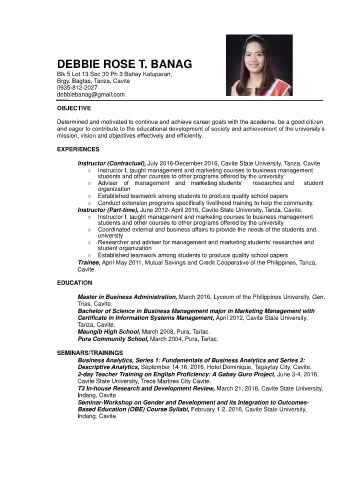 DEBBIE ROSE T. BANAG
Blk 5 Lot 13 Sec 30 Ph 3 Bahay Katuparan,
Brgy. Bagtas, Tanza, Cavite
0935-812-2027
debbiebanag@gmail.com
OBJECTIVE
Determined and motivated to continue and achieve career goals with the academe, be a good citizen
and eager to contribute to the educational development of society and achievement of the university's
mission, vision and objectives effectively and efficiently.
EXPERIENCES
Instructor (Contractual), July 2016-December 2016, Cavite State University, Tanza, Cavite
○ Instructor I, taught management and marketing courses to business management
students and other courses to other programs offered by the university
○ Adviser of management and marketing students' researches and student
organization
○ Established teamwork among students to produce quality school papers
○ Conduct extension programs specifically livelihood training to help the community.
Instructor (Part-time), June 2012- April 2016, Cavite State University, Tanza, Cavite.
○ Instructor I, taught management and marketing courses to business management
students and other courses to other programs offered by the university
○ Coordinated external and business affairs to provide the needs of the students and
university
○ Researcher and adviser for management and marketing students' researches and
student organization
○ Established teamwork among students to produce quality school papers
Trainee, April-May 2011, Mutual Savings and Credit Cooperative of the Philippines, Tanza,
Cavite.
EDUCATION
Master in Business Administration, March 2016, Lyceum of the Philippines University, Gen.
Trias, Cavite.
Bachelor of Science in Business Management major in Marketing Management with
Certificate in Information Systems Management, April 2012, Cavite State University,
Tanza, Cavite.
Maungib High School, March 2008, Pura, Tarlac.
Pura Community School, March 2004, Pura, Tarlac.
SEMINARS/TRAININGS
Business Analytics, Series 1: Fundamentals of Business Analytics and Series 2:
Descriptive Analytics, September 14-16, 2016, Hotel Dominique, Tagaytay City, Cavite.
2-day Teacher Training on English Proficiency: A Gabay Guro Project, June 3-4, 2016,
Cavite State University, Trece Martires City Cavite.
T3 In-house Research and Development Review, March 21, 2016, Cavite State University,
Indang, Cavite
Seminar-Workshop on Gender and Development and its Integration to Outcomes-
Based Education (OBE) Course Syllabi, February 1-2, 2016, Cavite State University,
Indang, Cavite.